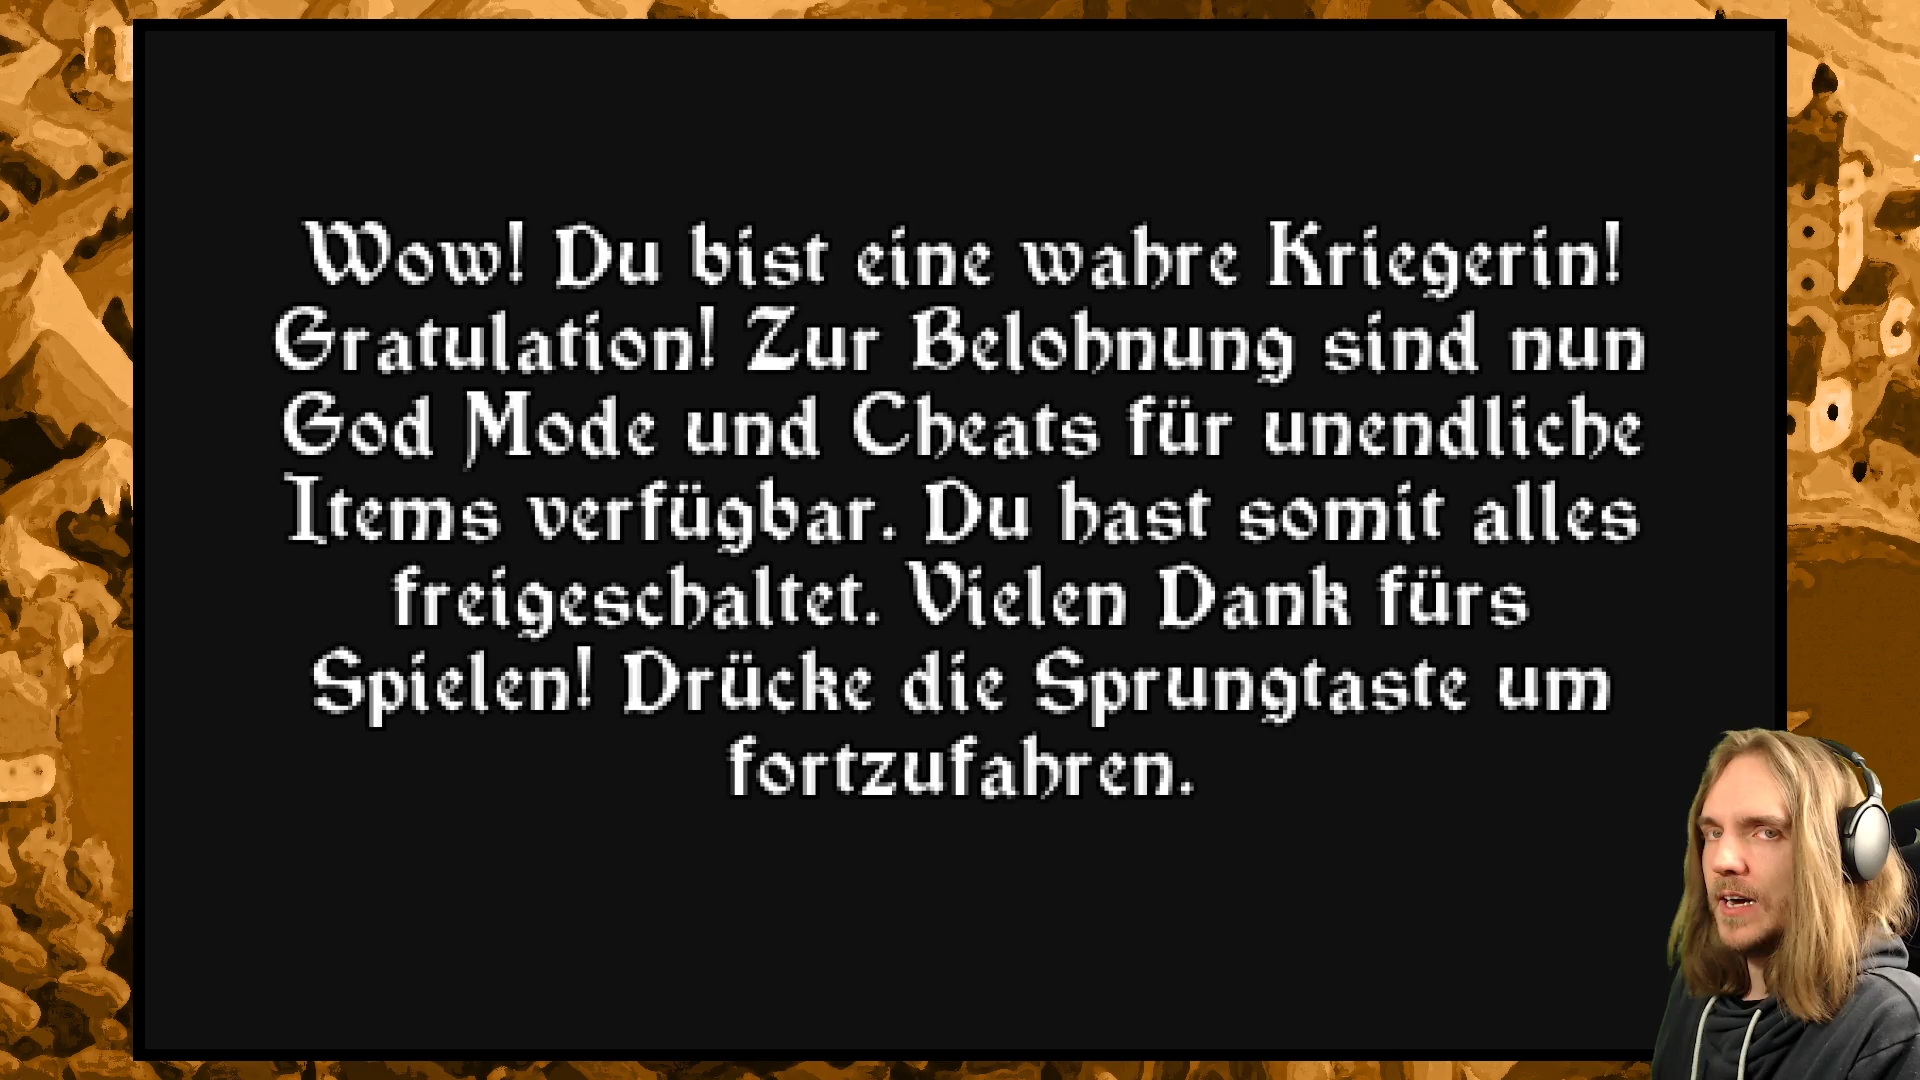 Wow! Du bist eine wahre Kriegerin!
Gratulation! Zur Belohnung sind nun
God Mode und Cheats für unendliche
Items verfügbar. Du hast somit alles
freigeschaltet. Vielen Dank fürs
Spielen! Drücke die Sprungtaste um
fortzufahren.